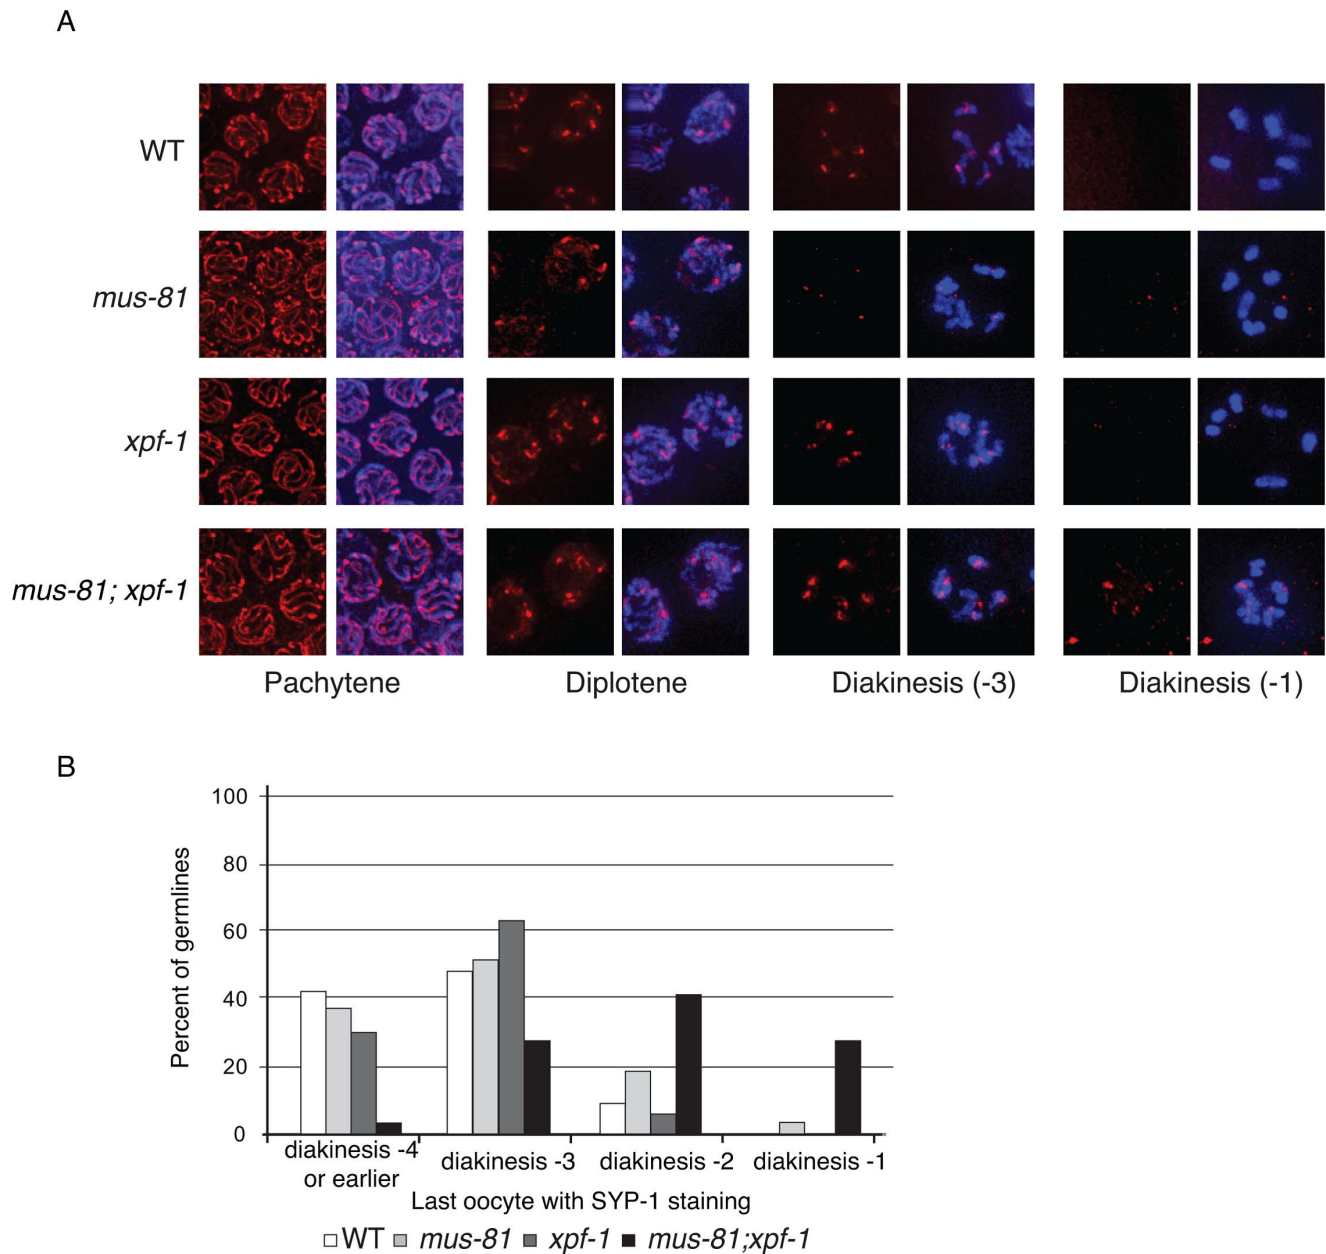 A
WT
mus-81
xpf-1
mus-81; xpf-1
Pachytene
Diplotene
Diakinesis (-3)
Diakinesis (-1)
B
Percent of germlines
100
80
60
40
20
0
diakinesis -4
or earlier
diakinesis -3
diakinesis -2
diakinesis -1
Last oocyte with SYP-1 staining
WT mus-81 xpf-1 mus-81;xpf-1